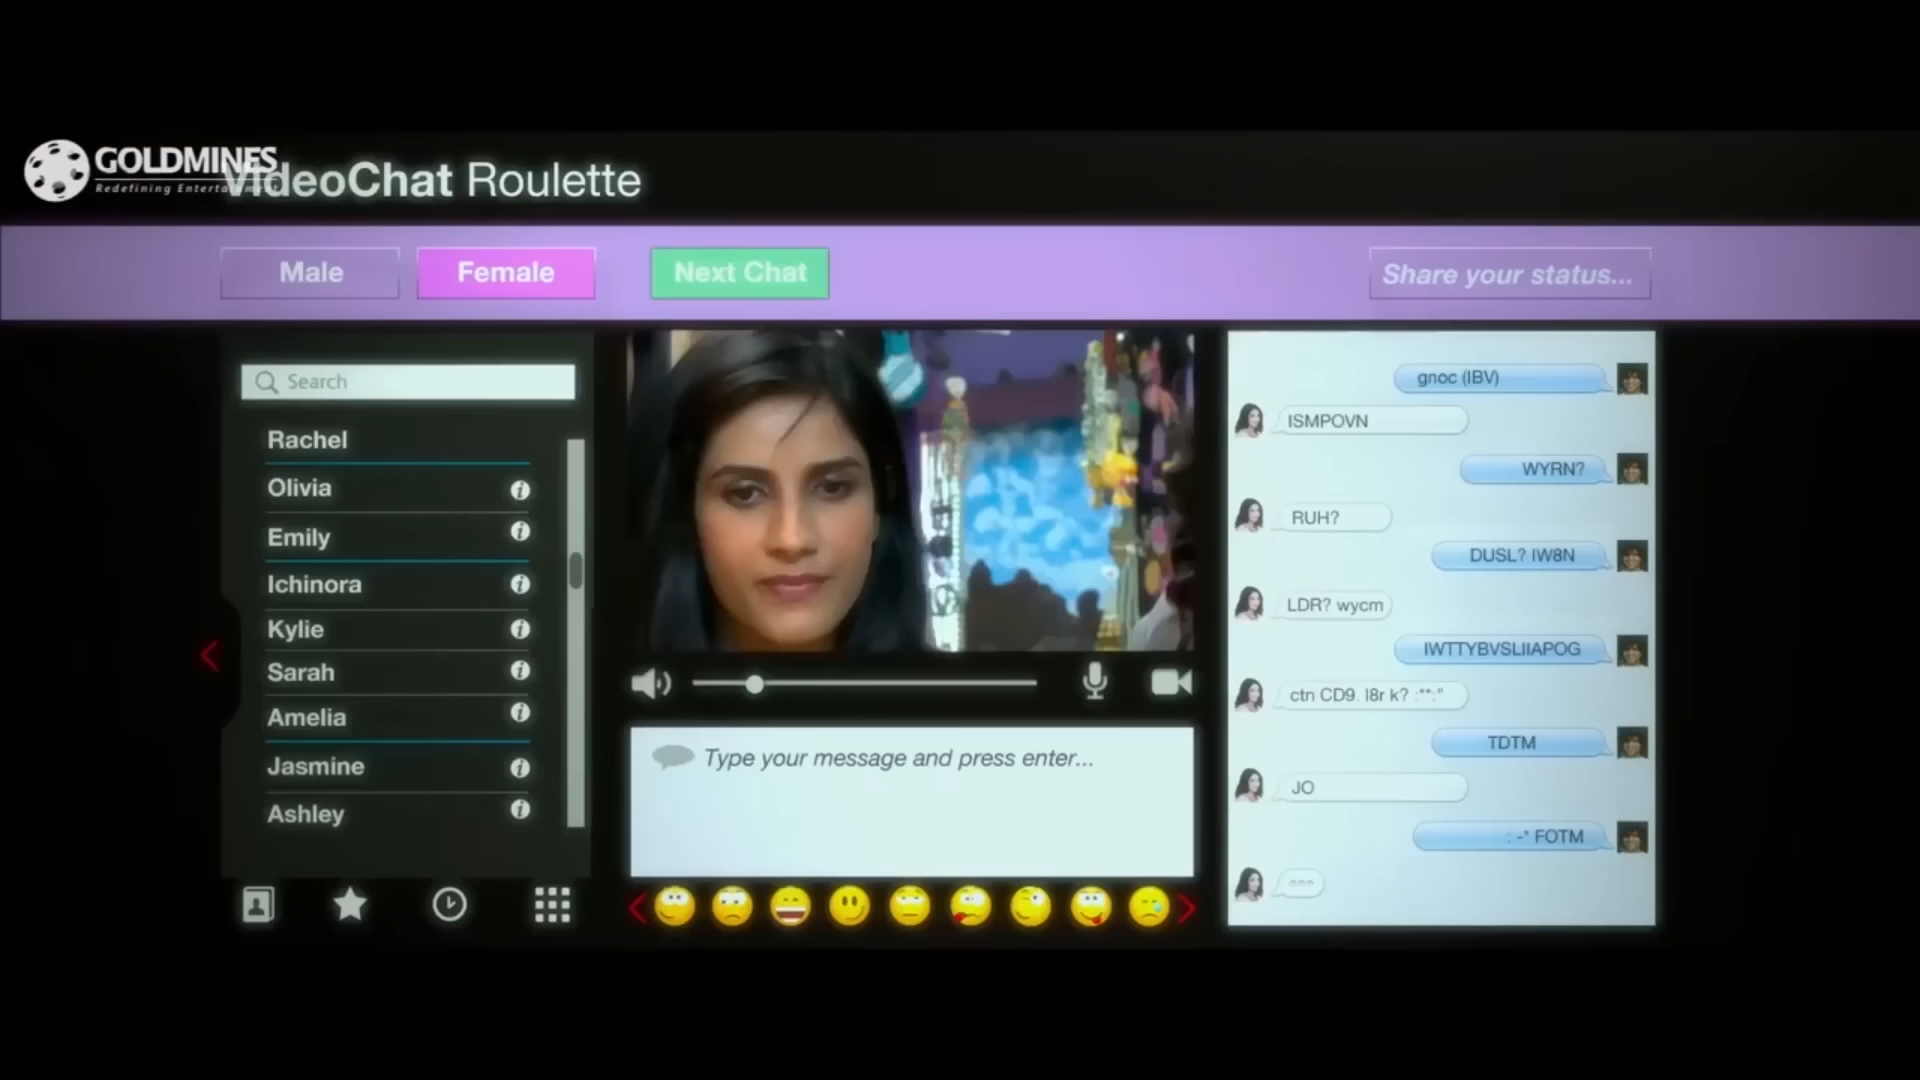 GOLDMINES
Redefining Entertainment
VideoChat Roulette
Male
Female
Next Chat
Share your status...
Search
Rachel
Olivia
Emily
Ichinora
Kylie
Sarah
Amelia
Jasmine
Ashley
Type your message and press enter...
gnoc (IBV)
ISMPOVN
WYRN?
RUH?
DUSL? IW8N
LDR? wycm
IWTTYBVSLIIAPOG
ctn CD9. l8r k? :**:"
TDTM
JO
: -* FOTM